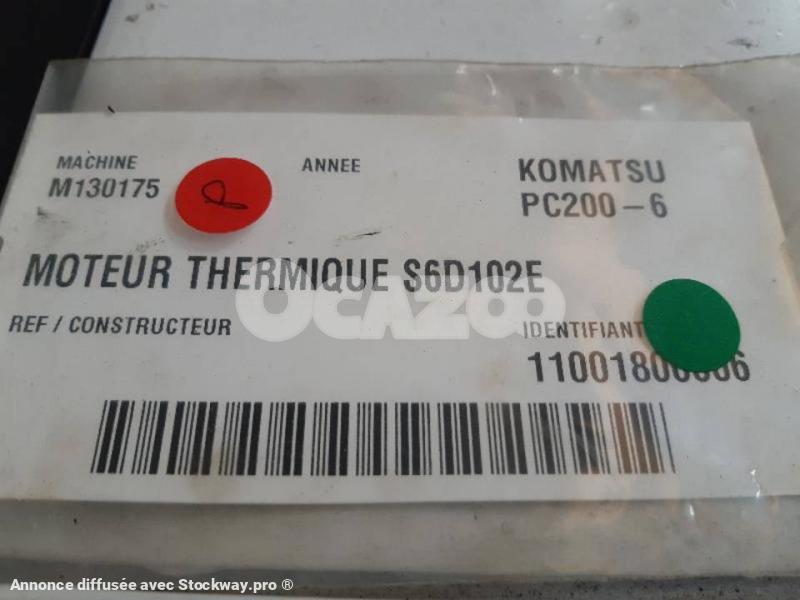 MACHINE
M130175
ANNEE
KOMATSU
PC200-6
MOTEUR THERMIQUE S6D102E
OCAZOO
REF / CONSTRUCTEUR
IDENTIFIANT
Annonce diffusée avec Stockway.pro ®